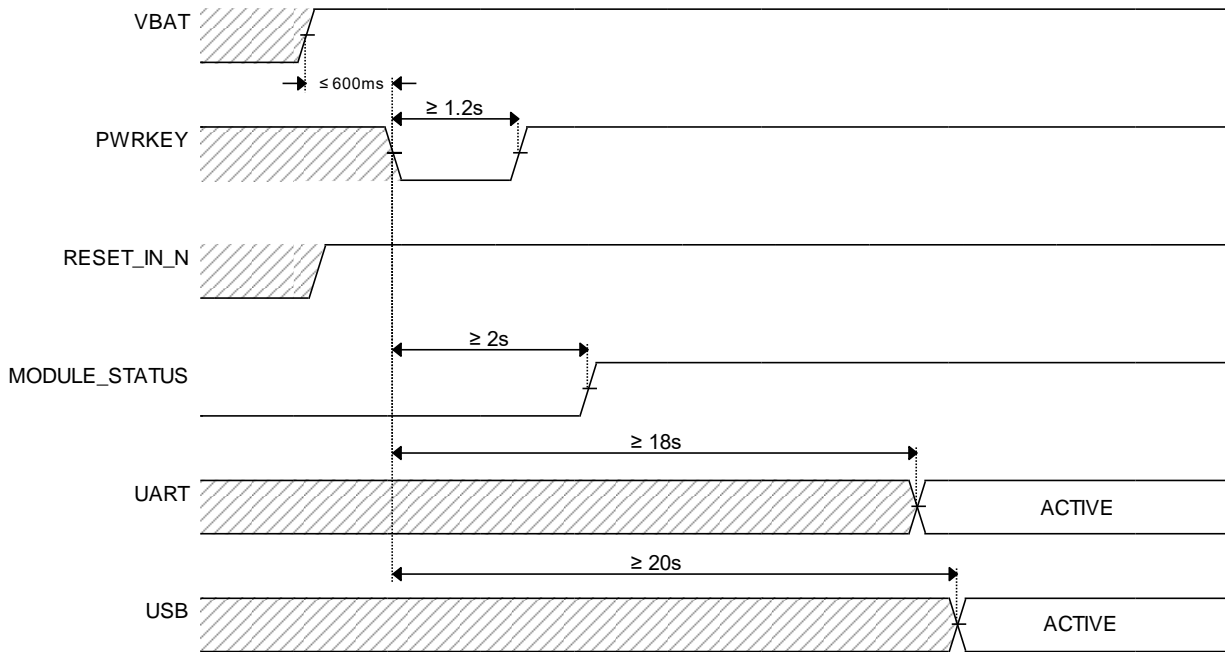 VBAT
≤ 600ms
≥ 1.2s
PWRKEY
RESET_IN_N
≥ 2s
MODULE_STATUS
≥ 18s
UART
ACTIVE
≥ 20s
USB
ACTIVE